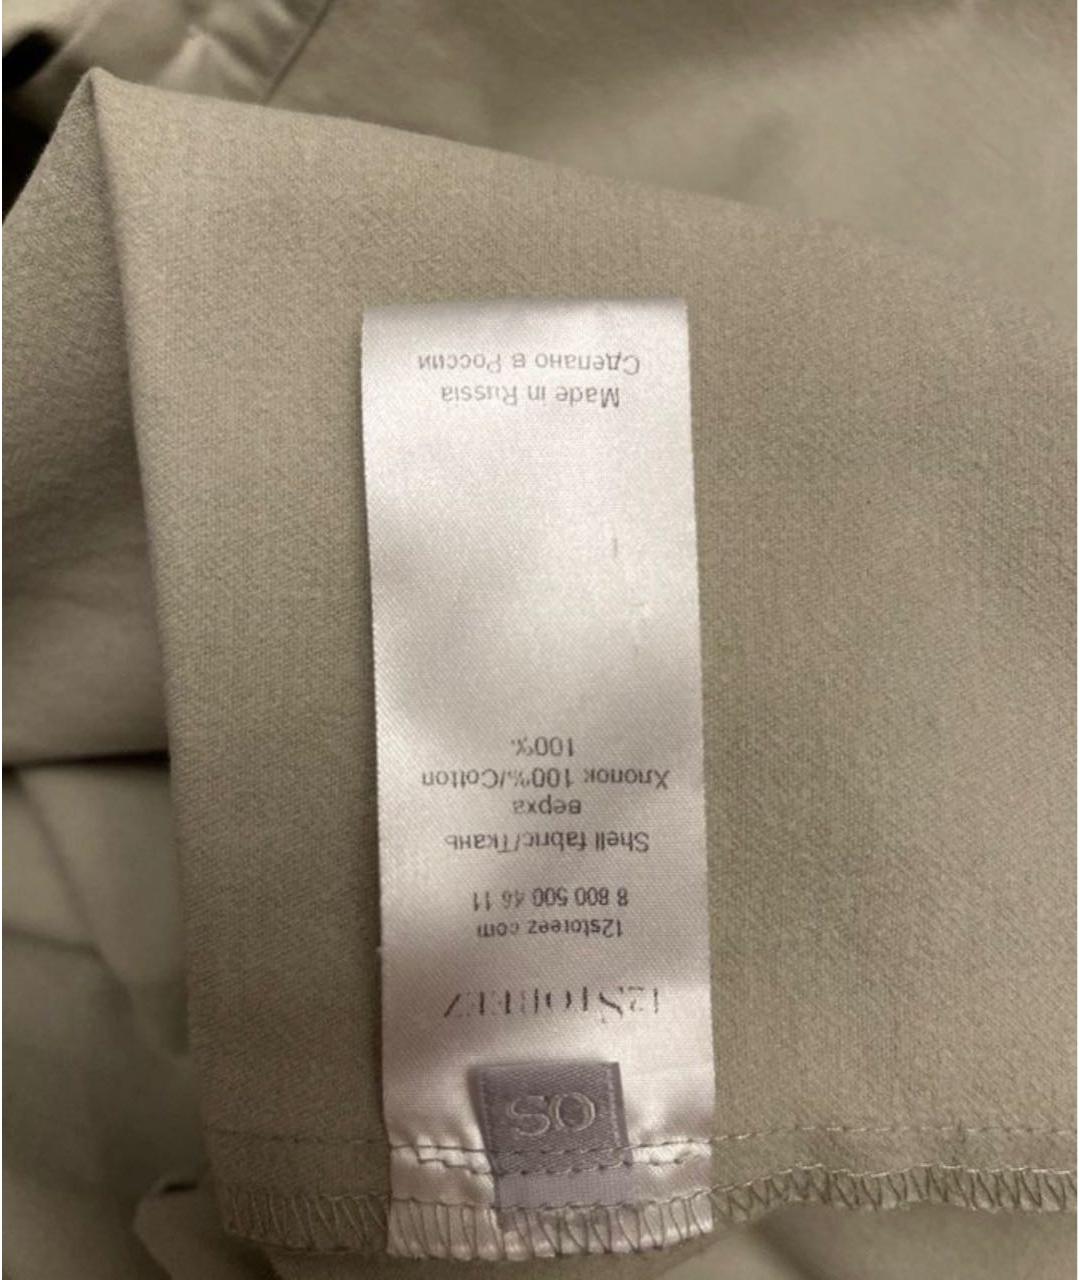 OS
12STOREEZ
12storeez.com
8 800 500 46 11
Shell fabric/Ткань
верха
Хлопок 100%/Cotton
100%.
Made in Russia
Сделано в России